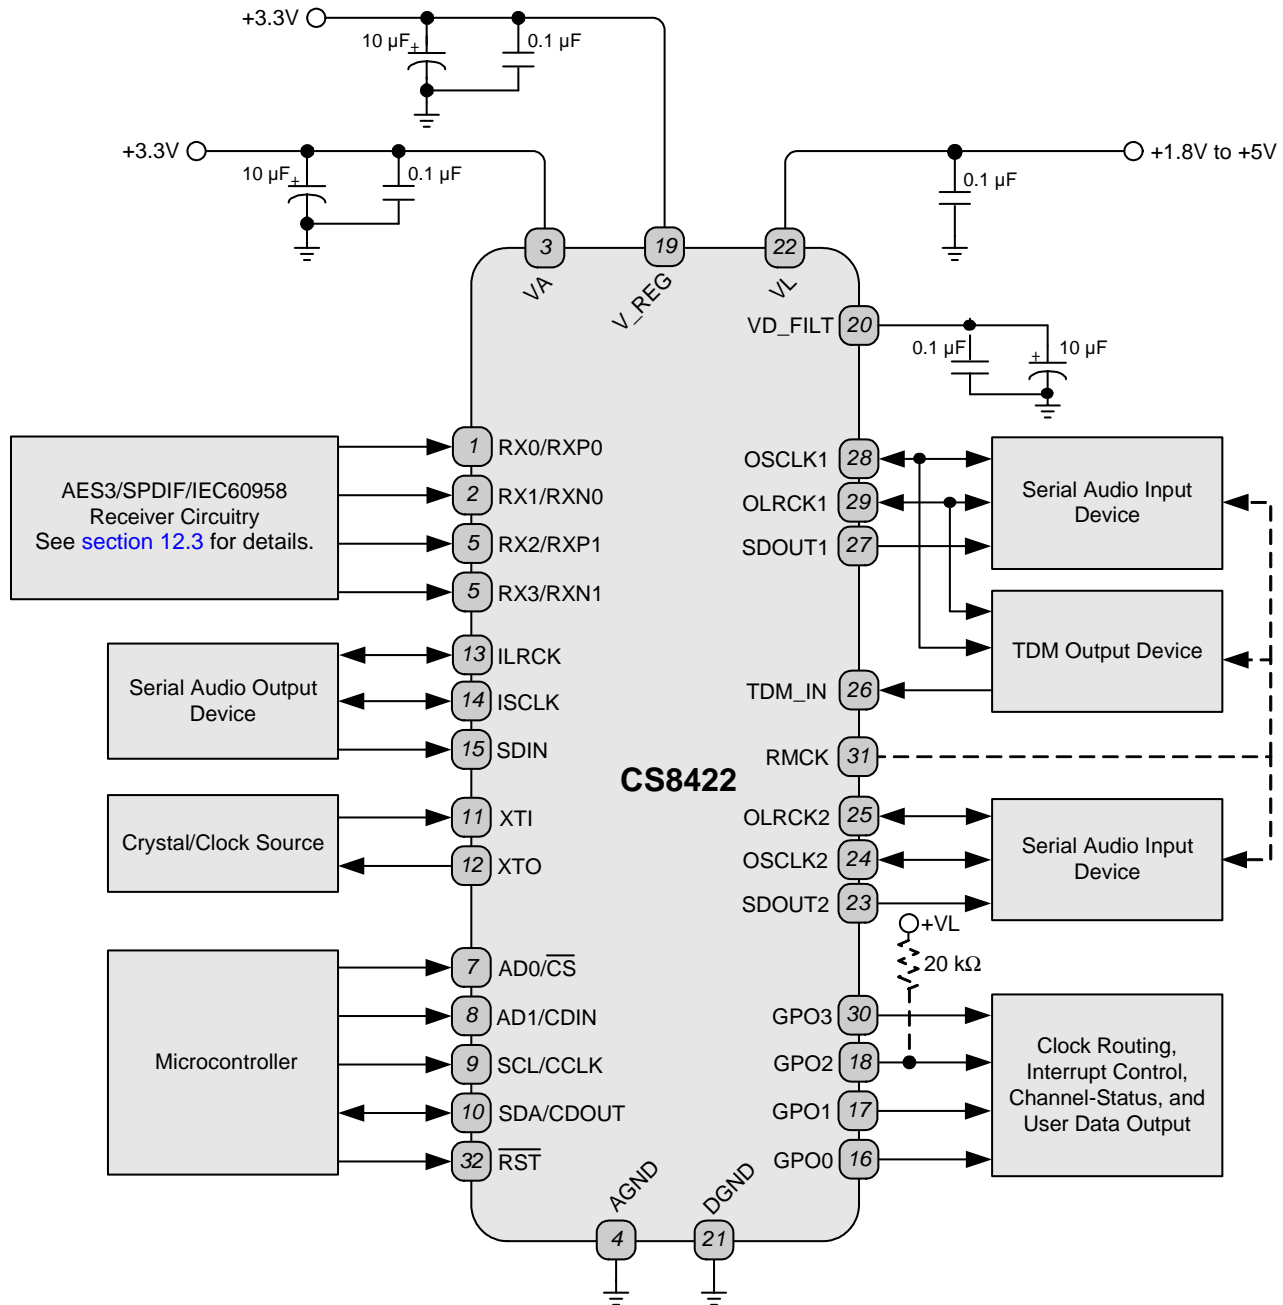 +3.3V
10 µF
+
0.1 µF
+3.3V
10 µF
+
0.1 µF
+1.8V to +5V
0.1 µF
3
19
22
VA
V_REG
VL
VD_FILT
20
0.1 µF
+
10 µF
AES3/SPDIF/IEC60958
Receiver Circuitry
See section 12.3 for details.
1
RX0/RXP0
2
RX1/RXN0
5
RX2/RXP1
5
RX3/RXN1
OSCLK1
28
OLRCK1
29
SDOUT1
27
Serial Audio Input
Device
Serial Audio Output
Device
13
ILRCK
14
ISCLK
15
SDIN
TDM_IN
26
TDM Output Device
RMCK
31
CS8422
Crystal/Clock Source
11
XTI
12
XTO
OLRCK2
25
OSCLK2
24
SDOUT2
23
Serial Audio Input
Device
+VL
20 kΩ
Microcontroller
7
AD0/CS
8
AD1/CDIN
9
SCL/CCLK
10
SDA/CDOUT
32
RST
GPO3
30
GPO2
18
GPO1
17
GPO0
16
Clock Routing,
Interrupt Control,
Channel-Status, and
User Data Output
AGND
DGND
4
21